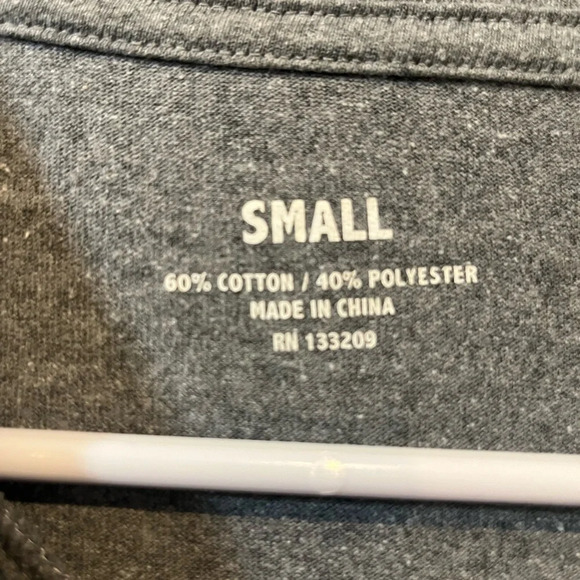 SMALL
60% COTTON / 40% POLYESTER
MADE IN CHINA
RN 133209